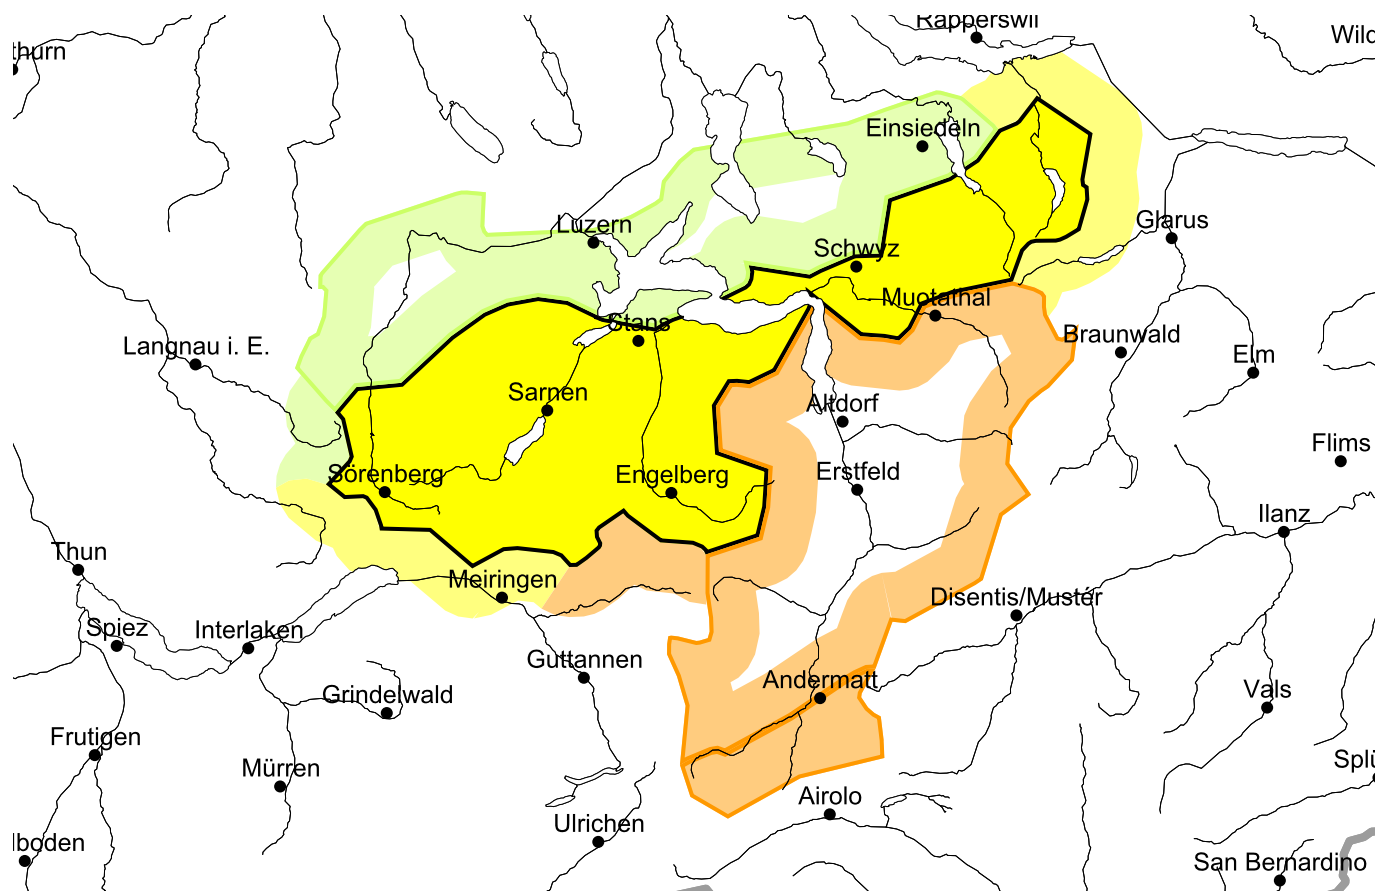 Rapperswil
Wild
thurn
Einsiedeln
Glarus
Luzern
Schwyz
Muotathal
Stans
Braunwald
Langnau i. E.
Elm
Sarnen
Altdorf
Flims
Sörenberg
Engelberg
Erstfeld
Ilanz
Thun
Meiringen
Disentis/Mustér
Spiez
Interlaken
Guttannen
Andermatt
Vals
Grindelwald
Frutigen
Splü
Mürren
Airolo
Ulrichen
lboden
San Bernardino